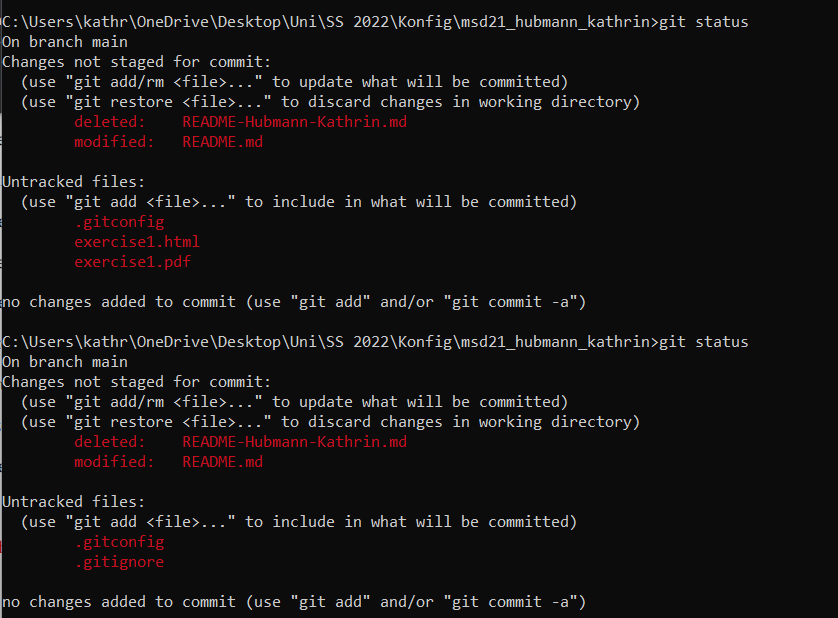 C:\Users\kathr\OneDrive\Desktop\Uni\SS 2022\Konfig\msd21_hubmann_kathrin>git status
On branch main
Changes not staged for commit:
  (use "git add/rm <file>..." to update what will be committed)
  (use "git restore <file>..." to discard changes in working directory)
        deleted:    README-Hubmann-Kathrin.md
        modified:   README.md

Untracked files:
  (use "git add <file>..." to include in what will be committed)
        .gitconfig
        exercise1.html
        exercise1.pdf

no changes added to commit (use "git add" and/or "git commit -a")

C:\Users\kathr\OneDrive\Desktop\Uni\SS 2022\Konfig\msd21_hubmann_kathrin>git status
On branch main
Changes not staged for commit:
  (use "git add/rm <file>..." to update what will be committed)
  (use "git restore <file>..." to discard changes in working directory)
        deleted:    README-Hubmann-Kathrin.md
        modified:   README.md

Untracked files:
  (use "git add <file>..." to include in what will be committed)
        .gitconfig
        .gitignore

no changes added to commit (use "git add" and/or "git commit -a")